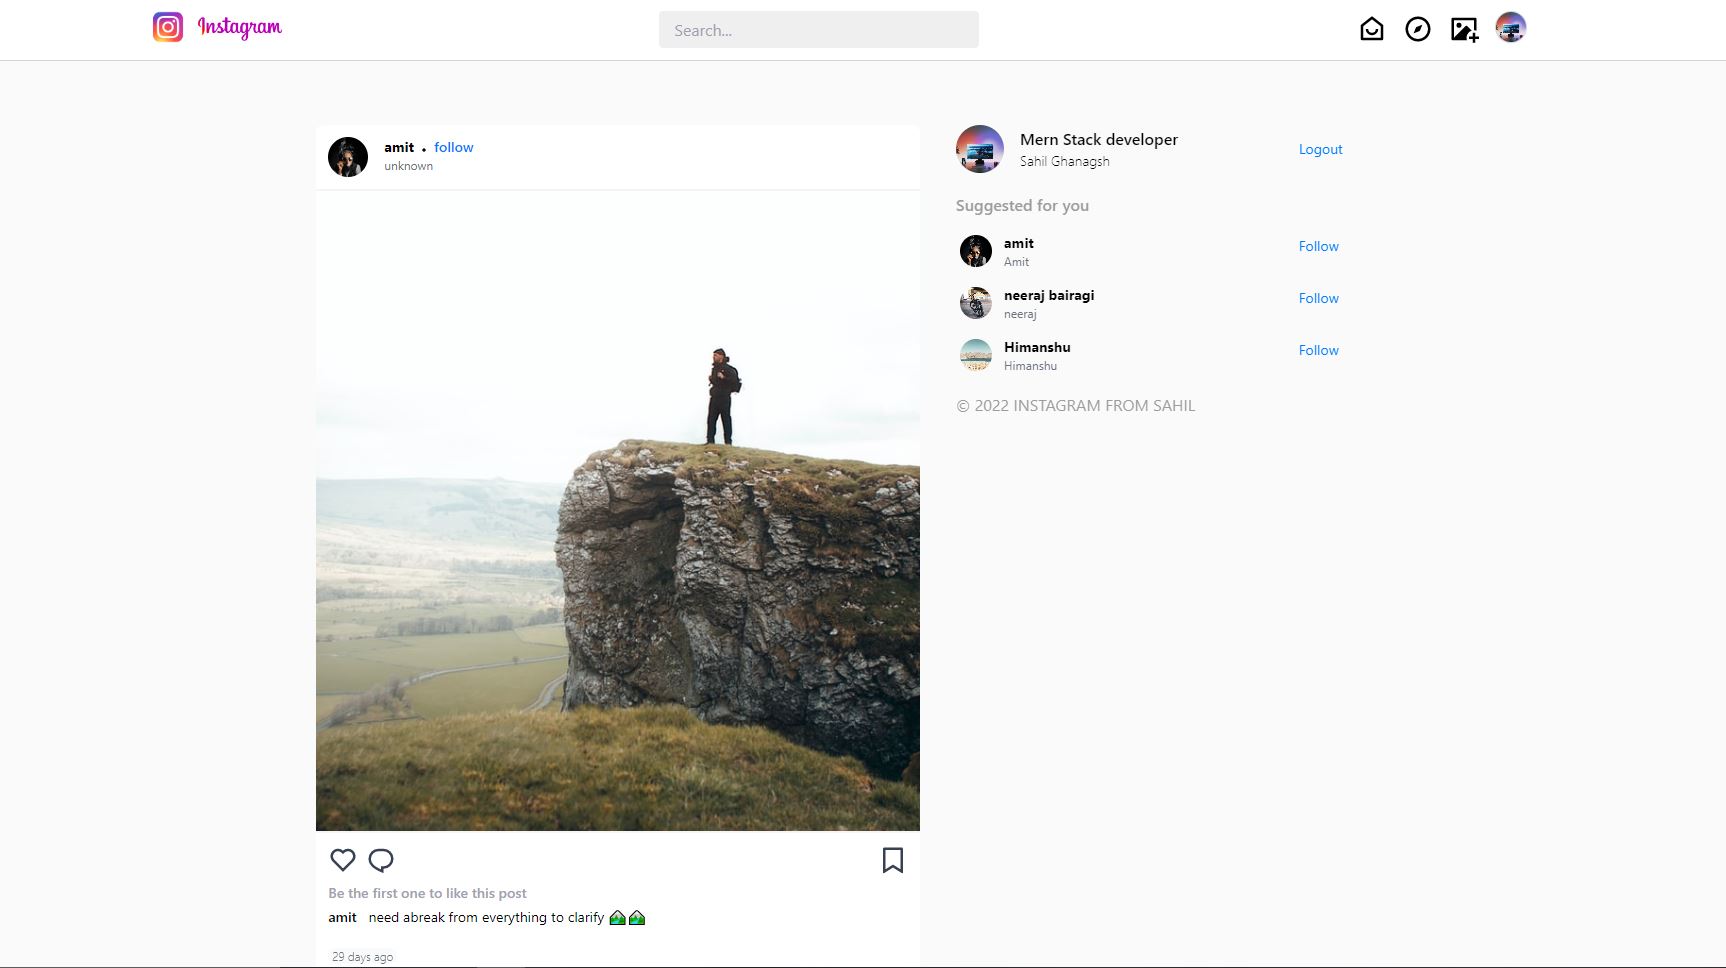 Instagram
Search...
amit • follow
unknown
Mern Stack developer
Sahil Ghanagsh
Logout
Suggested for you
amit
Amit
Follow
neeraj bairagi
neeraj
Follow
Himanshu
Himanshu
Follow
© 2022 INSTAGRAM FROM SAHIL
Be the first one to like this post
amit need abreak from everything to clarify
29 days ago